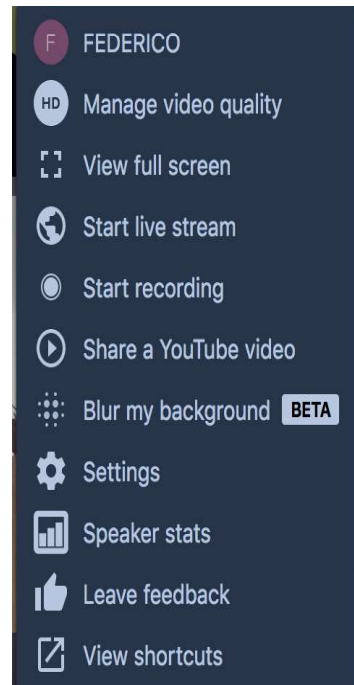 F FEDERICO
HD Manage video quality
View full screen
Start live stream
Start recording
Share a YouTube video
Blur my background BETA
Settings
Speaker stats
Leave feedback
View shortcuts